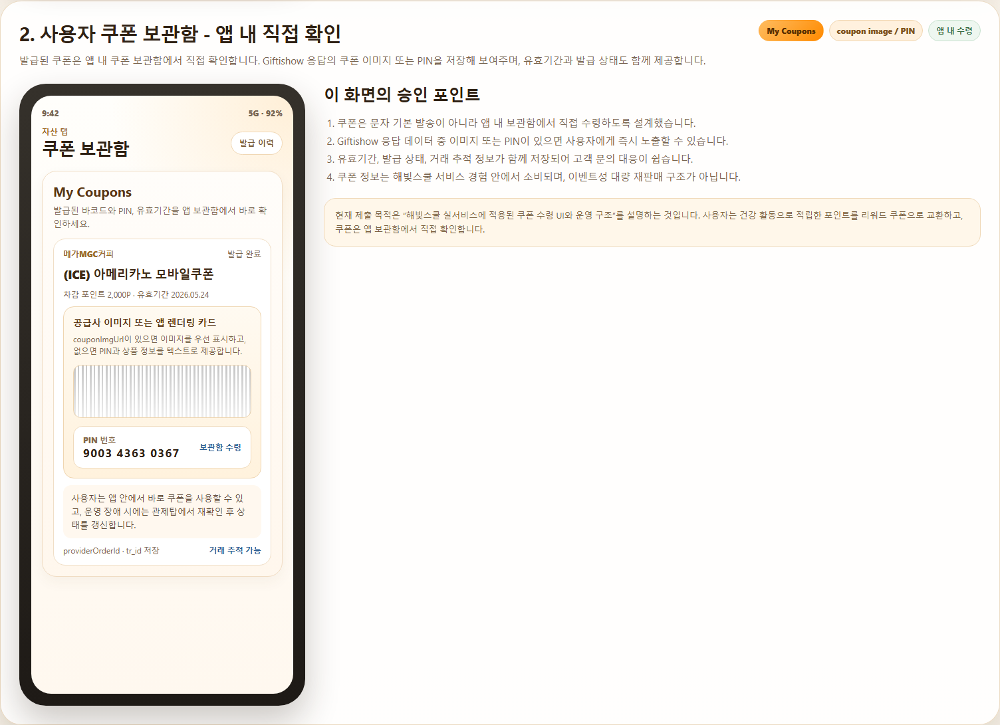 2. 사용자 쿠폰 보관함 - 앱 내 직접 확인
My Coupons
coupon image / PIN
앱 내 수령
발급된 쿠폰은 앱 내 쿠폰 보관함에서 직접 확인합니다. Giftishow 응답의 쿠폰 이미지 또는 PIN을 저장해 보여주며, 유효기간과 발급 상태도 함께 제공합니다.
9:42
5G · 92%
자산 탭
쿠폰 보관함
발급 이력
My Coupons
발급된 바코드와 PIN, 유효기간을 앱 보관함에서 바로 확
인하세요.
메가MGC커피
발급 완료
(ICE) 아메리카노 모바일쿠폰
차감 포인트 2,000P · 유효기간 2026.05.24
공급사 이미지 또는 앱 렌더링 카드
couponImgUrl이 있으면 이미지를 우선 표시하고,
없으면 PIN과 상품 정보를 텍스트로 제공합니다.
PIN 번호
9003 4363 0367
보관함 수령
사용자는 앱 안에서 바로 쿠폰을 사용할 수 있
고, 운영 장애 시에는 관제탑에서 재확인 후 상
태를 갱신합니다.
providerOrderId · tr_id 저장
거래 추적 가능
이 화면의 승인 포인트
1. 쿠폰은 문자 기본 발송이 아니라 앱 내 보관함에서 직접 수령하도록 설계했습니다.
2. Giftishow 응답 데이터 중 이미지 또는 PIN이 있으면 사용자에게 즉시 노출할 수 있습니다.
3. 유효기간, 발급 상태, 거래 추적 정보가 함께 저장되어 고객 문의 대응이 쉽습니다.
4. 쿠폰 정보는 해빛스쿨 서비스 경험 안에서 소비되며, 이벤트성 대량 재판매 구조가 아닙니다.
현재 제출 목적은 “해빛스쿨 실서비스에 적용된 쿠폰 수령 UI와 운영 구조”를 설명하는 것입니다. 사용자는 건강 활동으로 적립한 포인트를 리워드 쿠폰으로 교환하고,
쿠폰은 앱 보관함에서 직접 확인합니다.